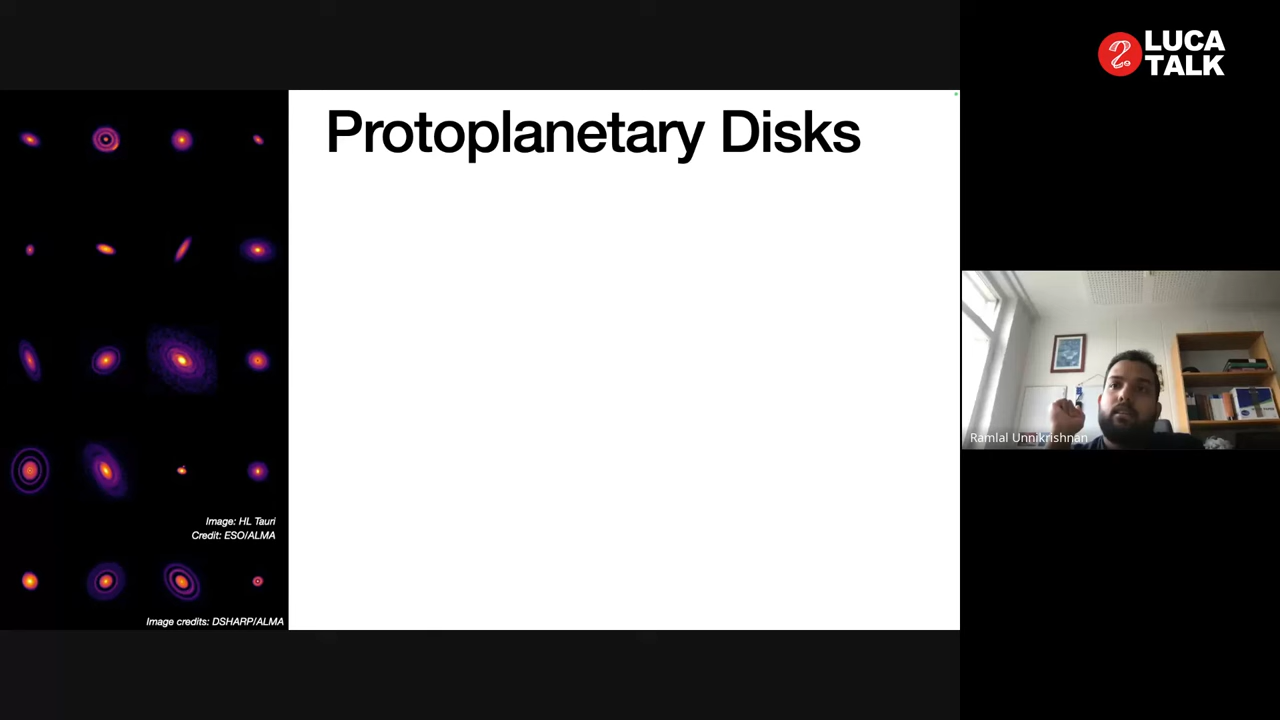 LUCA
TALK
Protoplanetary Disks
Image: HL Tauri
Credit: ESO/ALMA
Image credits: DSHARP/ALMA
Ramlal Unnikrishnan